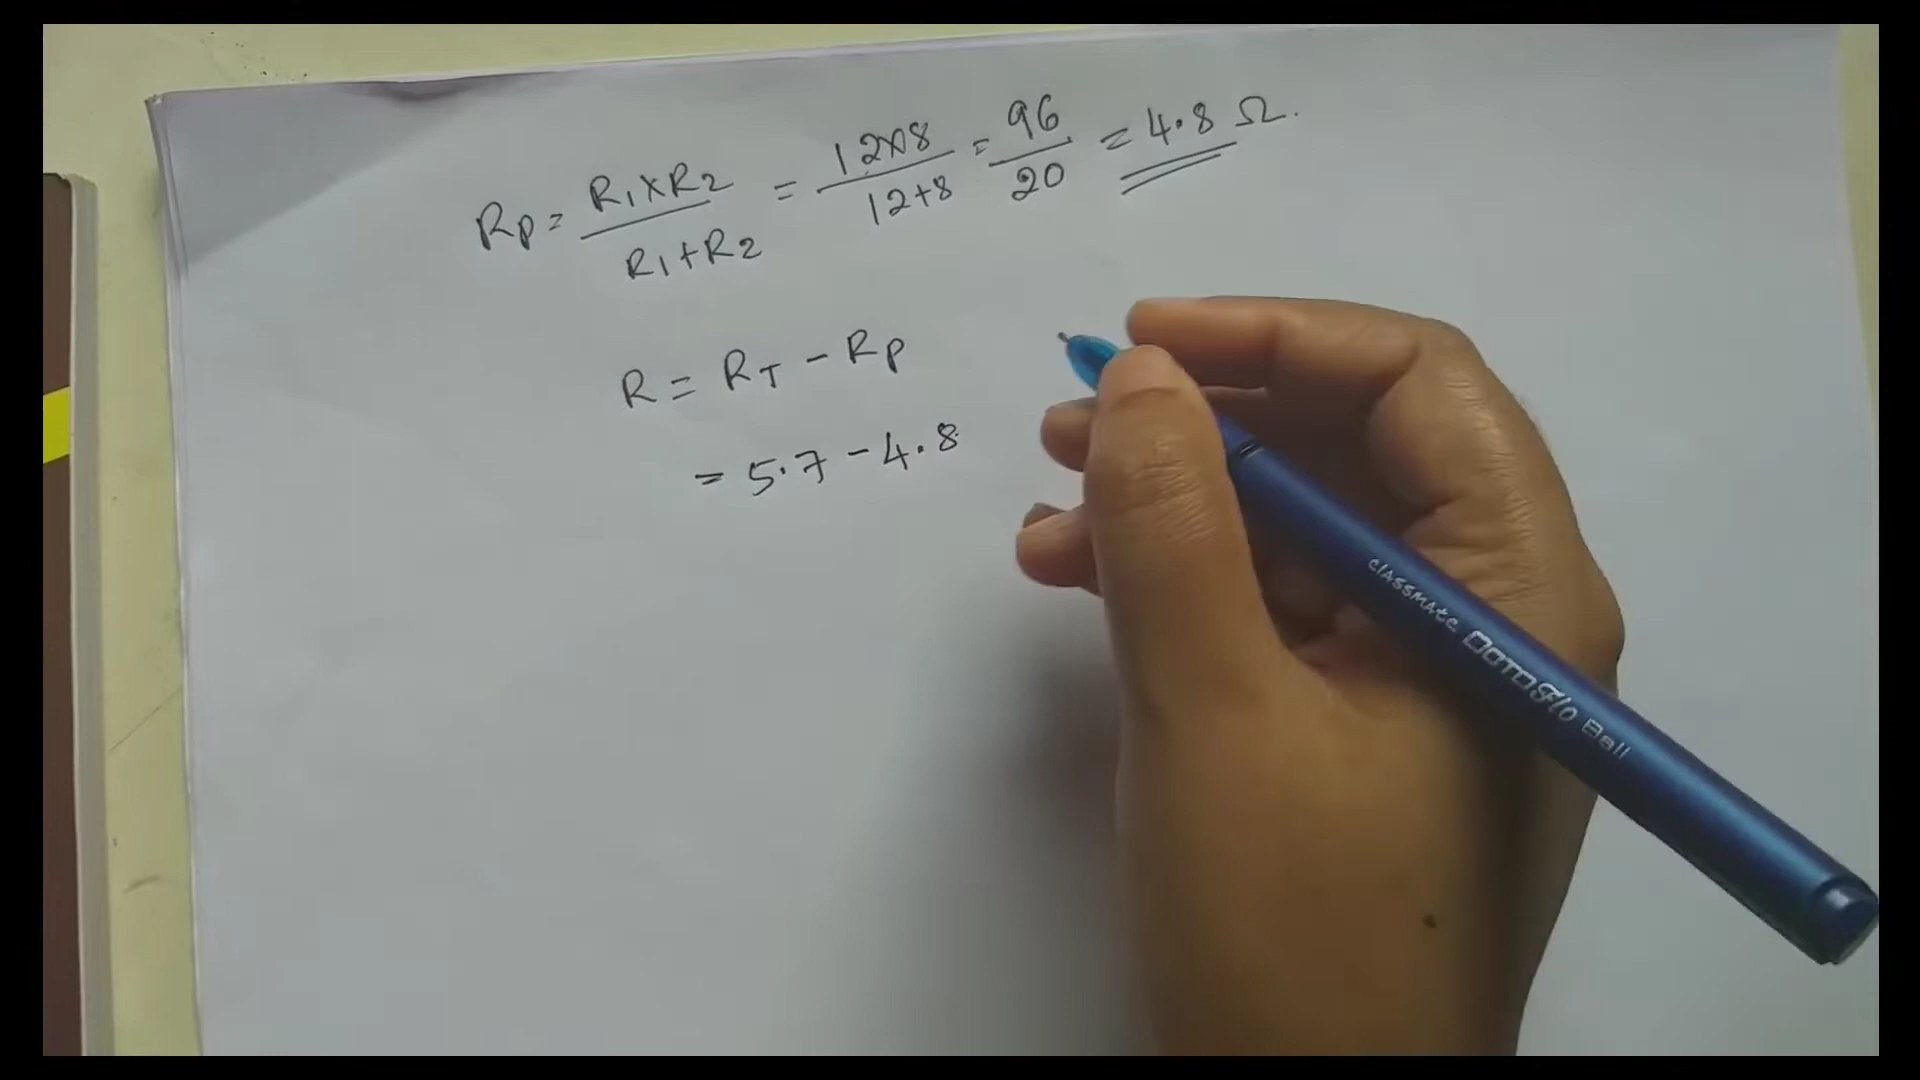 Rp = R1×R2 / R1+R2 = 12×8 / 12+8 = 96 / 20 = 4.8 Ω.
R = RT - Rp
= 5.7 - 4.8
classmate OCTOFlo Ball